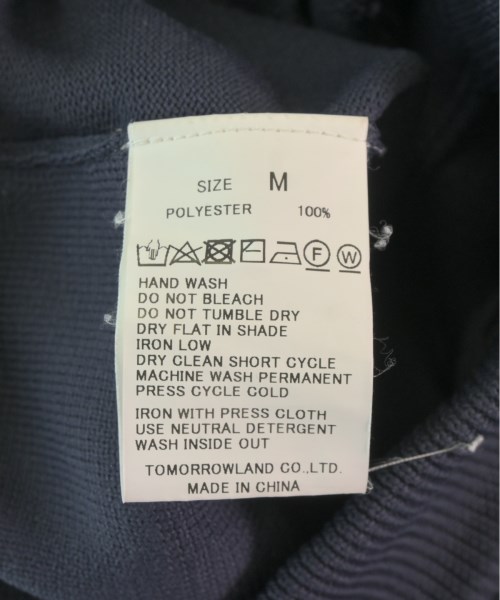 SIZE M
POLYESTER 100%
F W
HAND WASH
DO NOT BLEACH
DO NOT TUMBLE DRY
DRY FLAT IN SHADE
IRON LOW
DRY CLEAN SHORT CYCLE
MACHINE WASH PERMANENT
PRESS CYCLE COLD
IRON WITH PRESS CLOTH
USE NEUTRAL DETERGENT
WASH INSIDE OUT
TOMORROWLAND CO.,LTD.
MADE IN CHINA